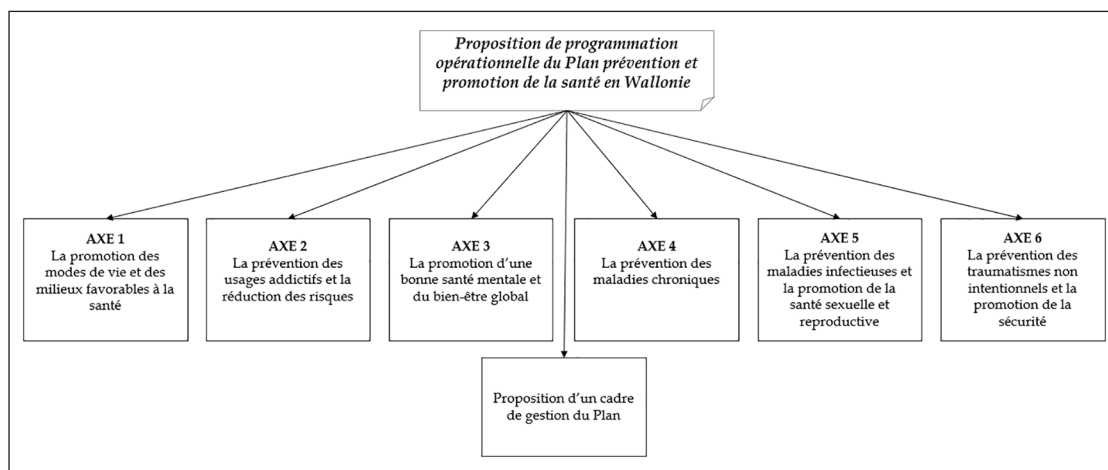 Proposition de programmation
opérationnelle du Plan prévention et
promotion de la santé en Wallonie
AXE 1
La promotion des
modes de vie et des
milieux favorables à la
santé
AXE 2
La prévention des
usages addictifs et la
réduction des risques
AXE 3
La promotion d'une
bonne santé mentale et
du bien-être global
AXE 4
La prévention des
maladies chroniques
AXE 5
La prévention des
maladies infectieuses et
la promotion de la
santé sexuelle et
reproductive
AXE 6
La prévention des
traumatismes non
intentionnels et la
promotion de la
sécurité
Proposition d'un cadre
de gestion du Plan